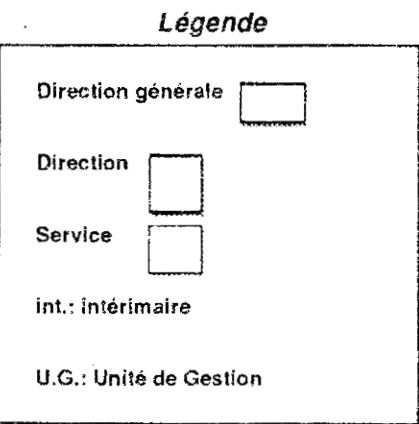 Légende
Direction générale
Direction
Service
int.: intérimaire
U.G.: Unité de Gestion